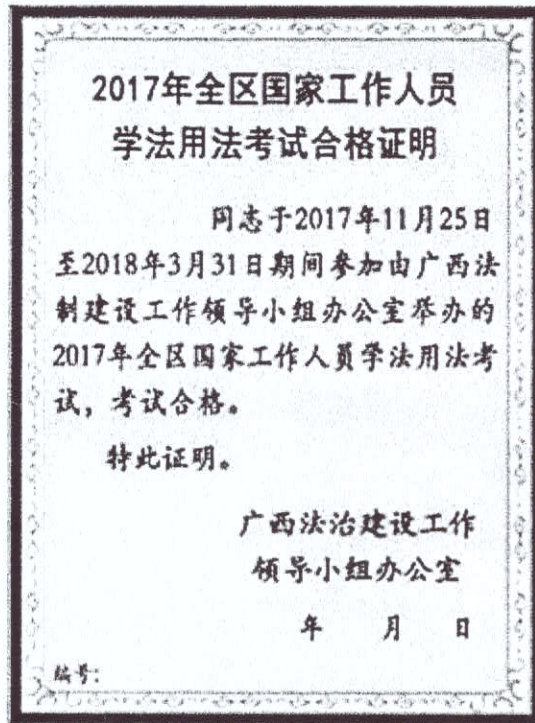 2017年全区国家工作人员
学法用法考试合格证明
同志于2017年11月25日
至2018年3月31日期间参加由广西法
制建设工作领导小组办公室举办的
2017年全区国家工作人员学法用法考
试，考试合格。
特此证明。
广西法治建设工作
领导小组办公室
年 月 日
编号：